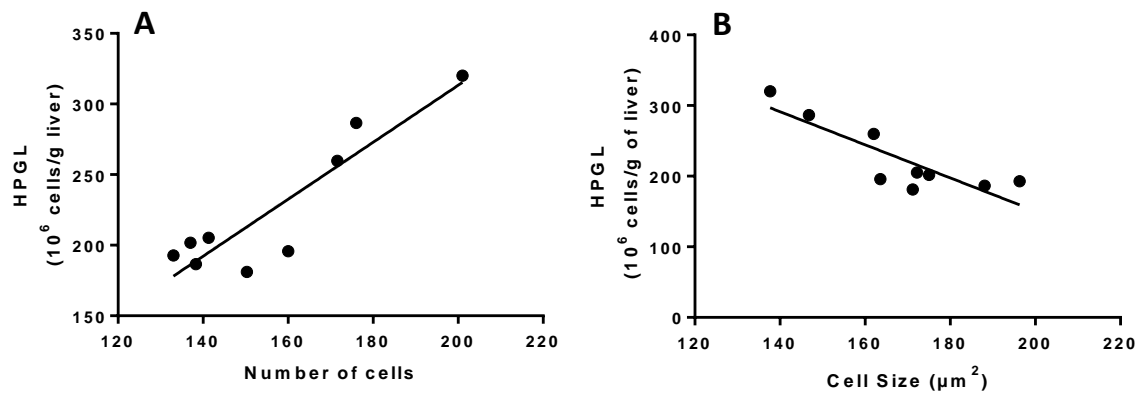 A
350
300
250
200
150
HPGL
(10⁶ cells/g liver)
120 140 160 180 200 220
Number of cells
B
400
300
200
100
0
HPGL
(10⁶ cells/g of liver)
120 140 160 180 200 220
Cell Size (µm²)